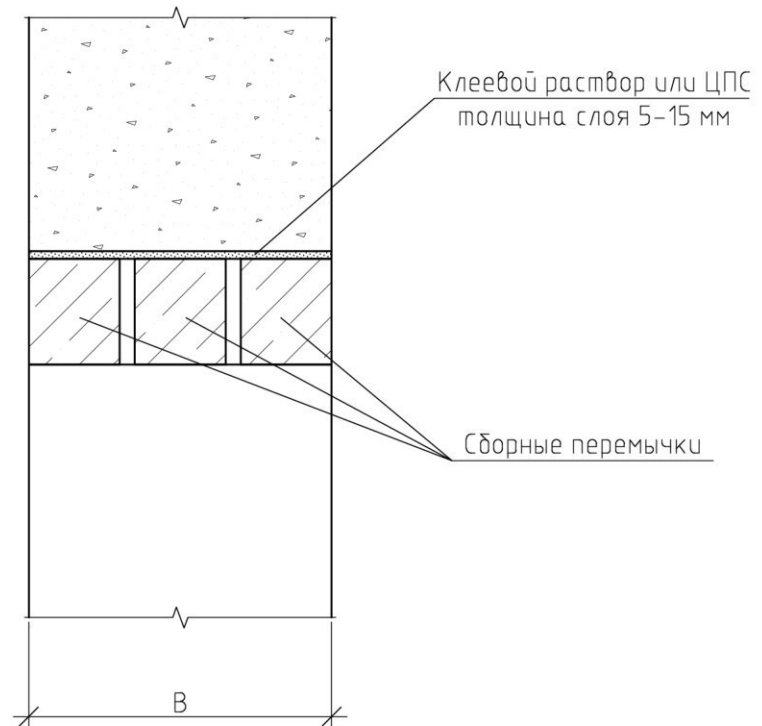 Клеевой раствор или ЦПС
толщина слоя 5-15 мм
Сборные перемычки
В